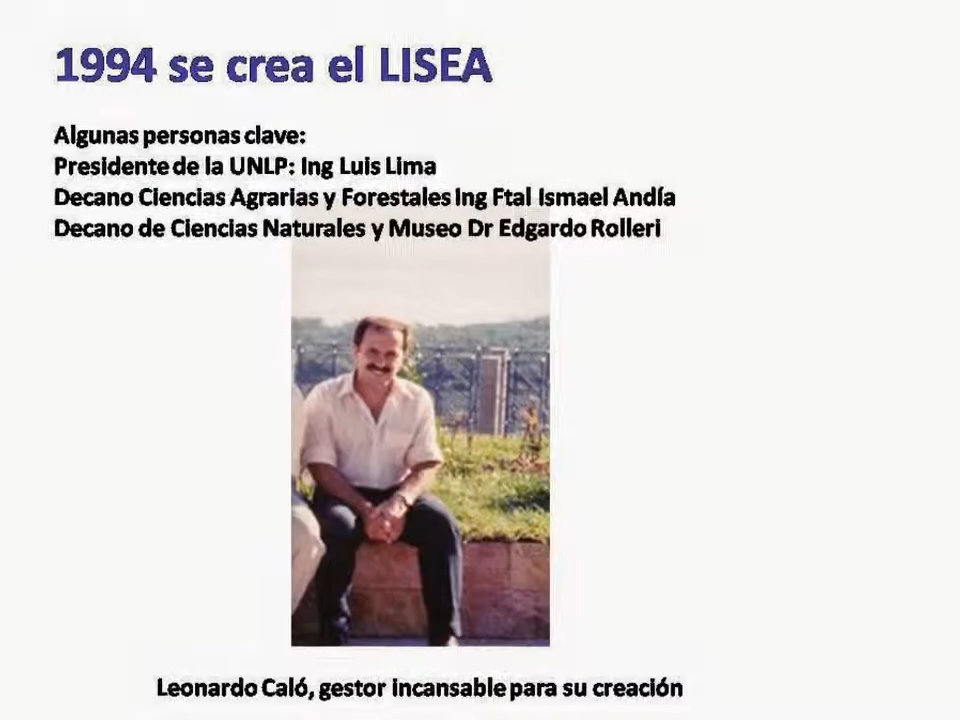 1994 se crea el LISEA
Algunas personas clave:
Presidente de la UNLP: Ing Luis Lima
Decano Ciencias Agrarias y Forestales Ing Ftal Ismael Andía
Decano de Ciencias Naturales y Museo Dr Edgardo Rolleri
Leonardo Caló, gestor incansable para su creación